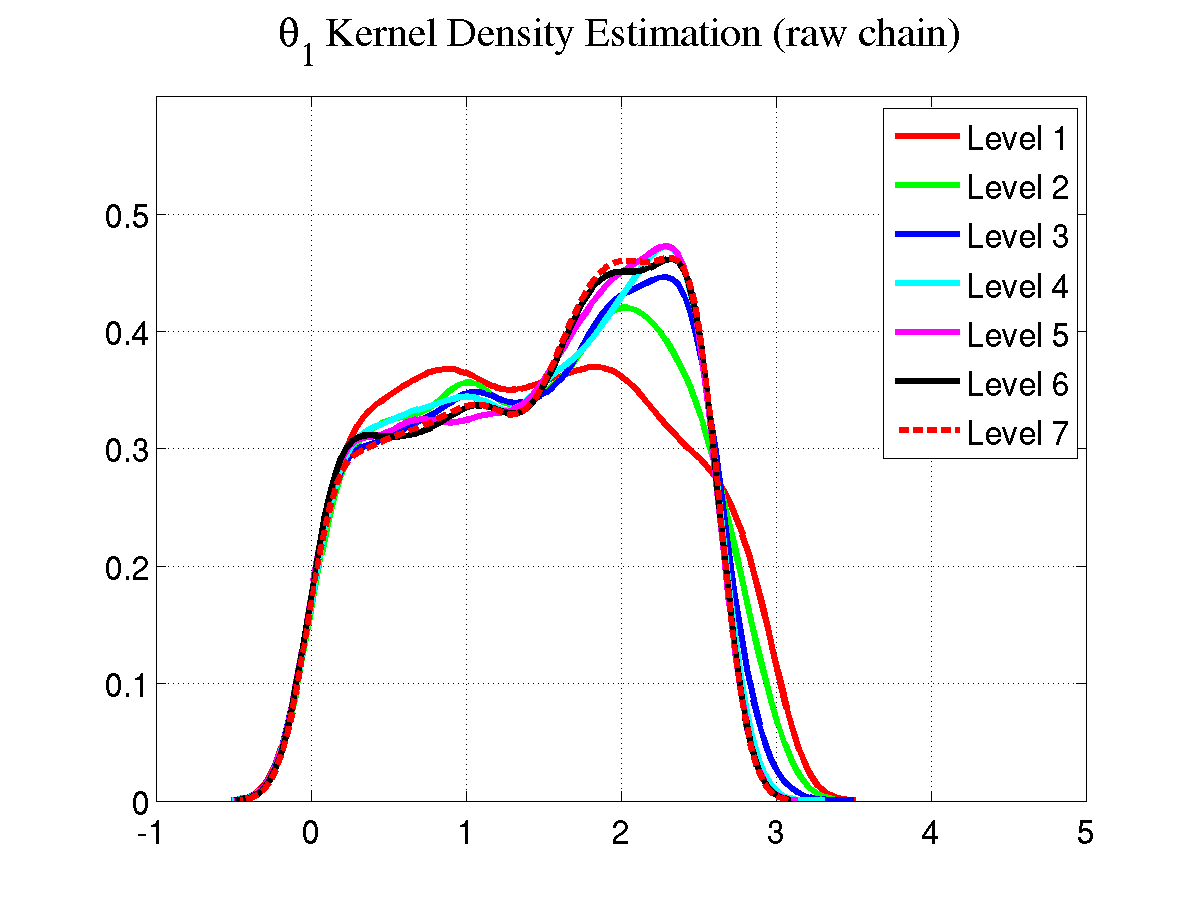 θ1 Kernel Density Estimation (raw chain)
Level 1
Level 2
Level 3
Level 4
Level 5
Level 6
Level 7
0.5
0.4
0.3
0.2
0.1
0
-1 0 1 2 3 4 5